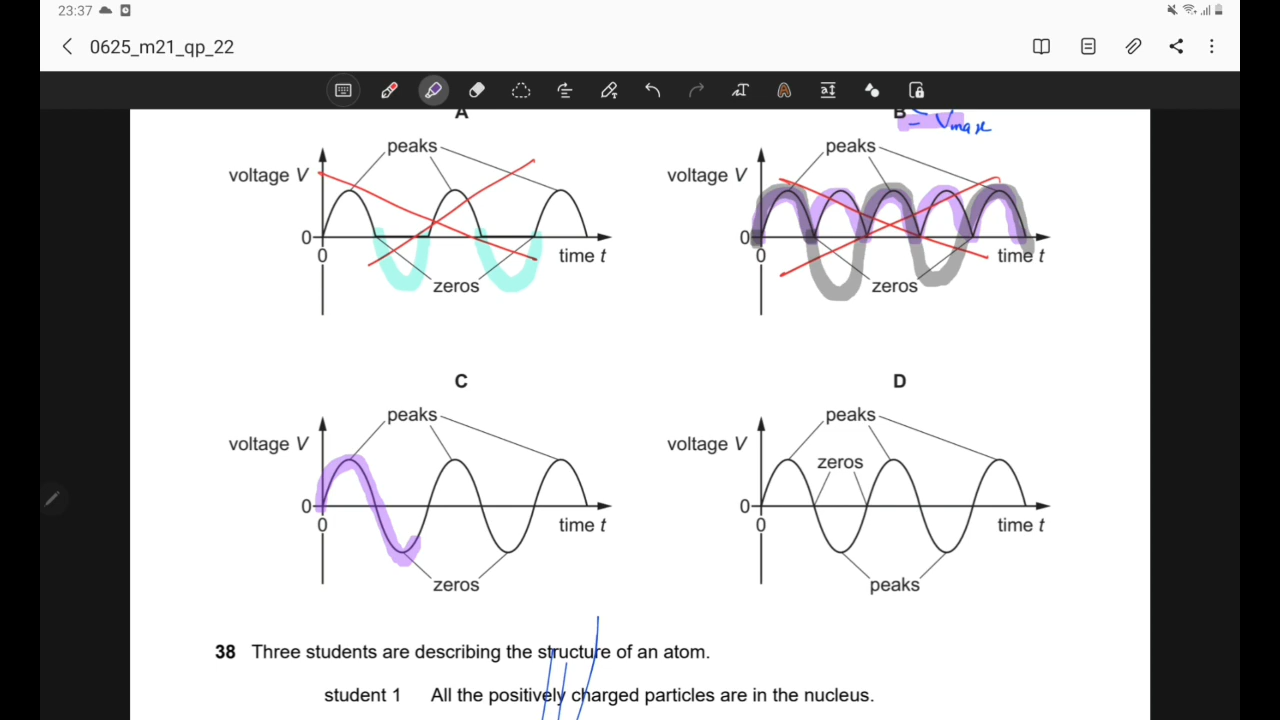 23:37
0625_m21_qp_22
A B
= Vmax
peaks peaks
voltage V voltage V
0 0
0 time t 0 time t
zeros zeros
C D
peaks peaks
voltage V voltage V
zeros
0 0
0 time t 0 time t
zeros peaks
38 Three students are describing the structure of an atom.
student 1 All the positively charged particles are in the nucleus.